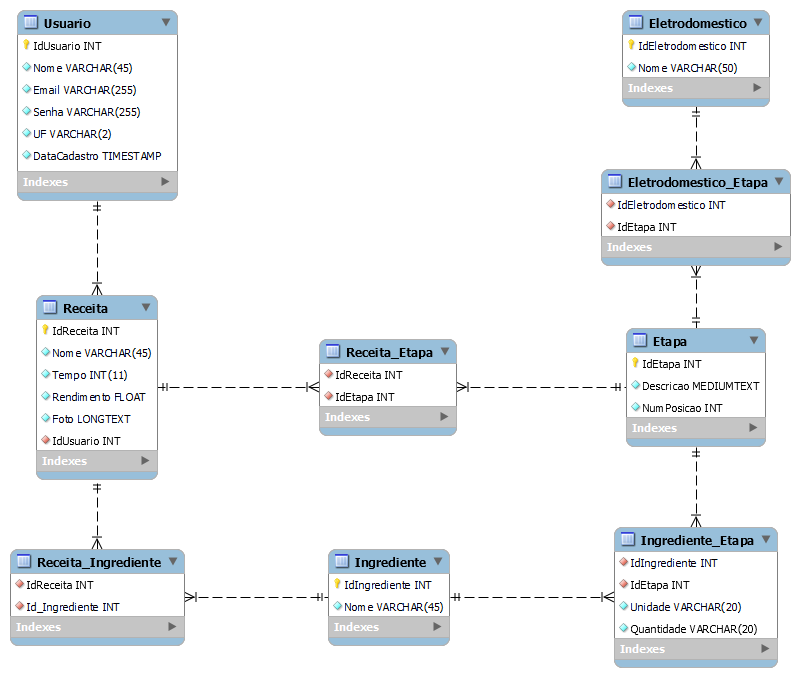 Usuario
IdUsuario INT
Nome VARCHAR(45)
Email VARCHAR(255)
Senha VARCHAR(255)
UF VARCHAR(2)
DataCadastro TIMESTAMP
Indexes
Eletrodomestico
IdEletrodomestico INT
Nome VARCHAR(50)
Indexes
Eletrodomestico_Etapa
IdEletrodomestico INT
IdEtapa INT
Indexes
Receita
IdReceita INT
Nome VARCHAR(45)
Tempo INT(11)
Rendimento FLOAT
Foto LONGTEXT
IdUsuario INT
Indexes
Receita_Etapa
IdReceita INT
IdEtapa INT
Indexes
Etapa
IdEtapa INT
Descricao MEDIUMTEXT
NumPosicao INT
Indexes
Receita_Ingrediente
IdReceita INT
Id_Ingrediente INT
Indexes
Ingrediente
IdIngrediente INT
Nome VARCHAR(45)
Indexes
Ingrediente_Etapa
IdIngrediente INT
IdEtapa INT
Unidade VARCHAR(20)
Quantidade VARCHAR(20)
Indexes